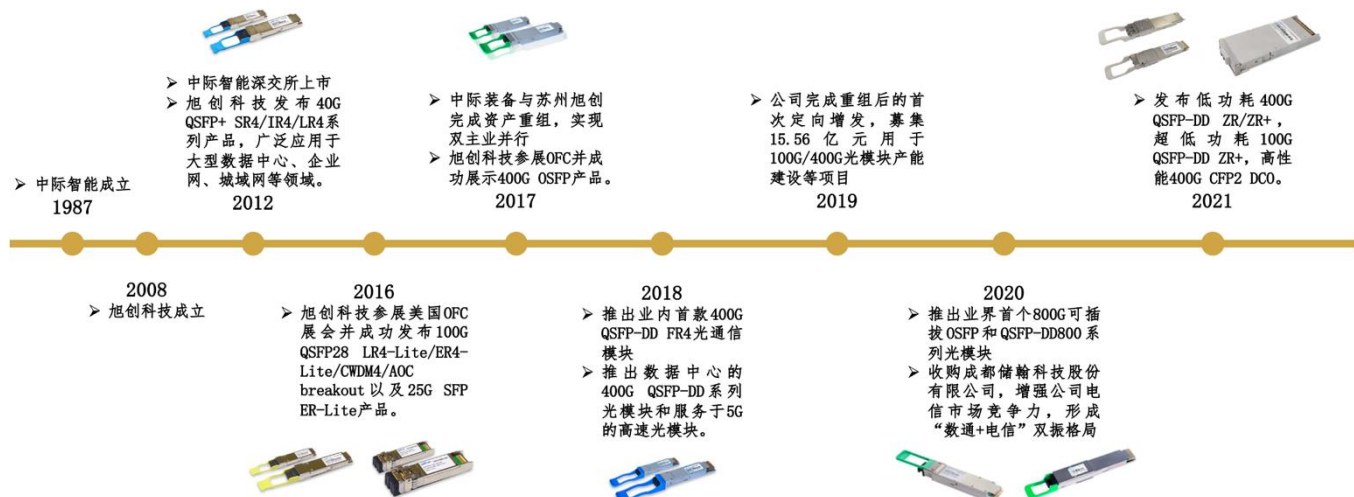 ➢ 中际智能成立
1987
2008
➢ 旭创科技成立
➢ 中际智能深交所上市
➢ 旭创科技发布40G
QSFP+ SR4/IR4/LR4系
列产品，广泛应用于
大型数据中心、企业
网、城域网等领域。
2012
2016
➢ 旭创科技参展美国OFC
展会并成功发布100G
QSFP28 LR4-Lite/ER4-
Lite/CWDM4/AOC
breakout以及25G SFP
ER-Lite产品。
➢ 中际装备与苏州旭创
完成资产重组，实现
双主业并行
➢ 旭创科技参展OFC并成
功展示400G OSFP产品。
2017
2018
➢ 推出业内首款400G
QSFP-DD FR4光通信
模块
➢ 推出数据中心的
400G QSFP-DD系列
光模块和服务于5G
的高速光模块。
➢ 公司完成重组后的首
次定向增发，募集
15.56亿元用于
100G/400G光模块产能
建设等项目
2019
2020
➢ 推出业界首个800G可插
拔OSFP和QSFP-DD800系
列光模块
➢ 收购成都储翰科技股份
有限公司，增强公司电
信市场竞争力，形成
“数通+电信”双振格局
➢ 发布低功耗400G
QSFP-DD ZR/ZR+，
超低功耗100G
QSFP-DD ZR+，高性
能400G CFP2 DCO。
2021